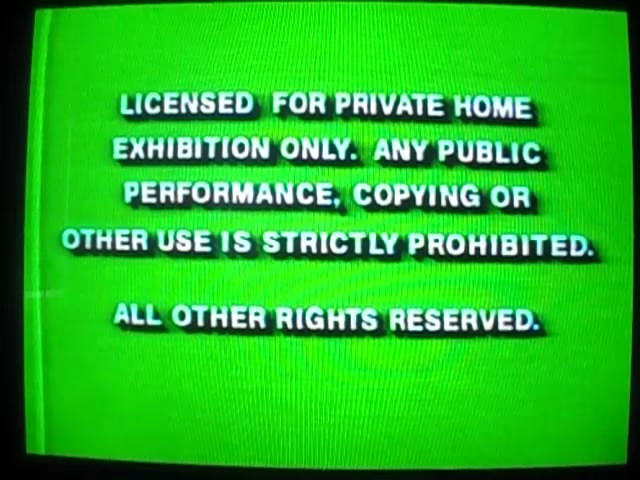 LICENSED FOR PRIVATE HOME
EXHIBITION ONLY. ANY PUBLIC
PERFORMANCE, COPYING OR
OTHER USE IS STRICTLY PROHIBITED.
ALL OTHER RIGHTS RESERVED.